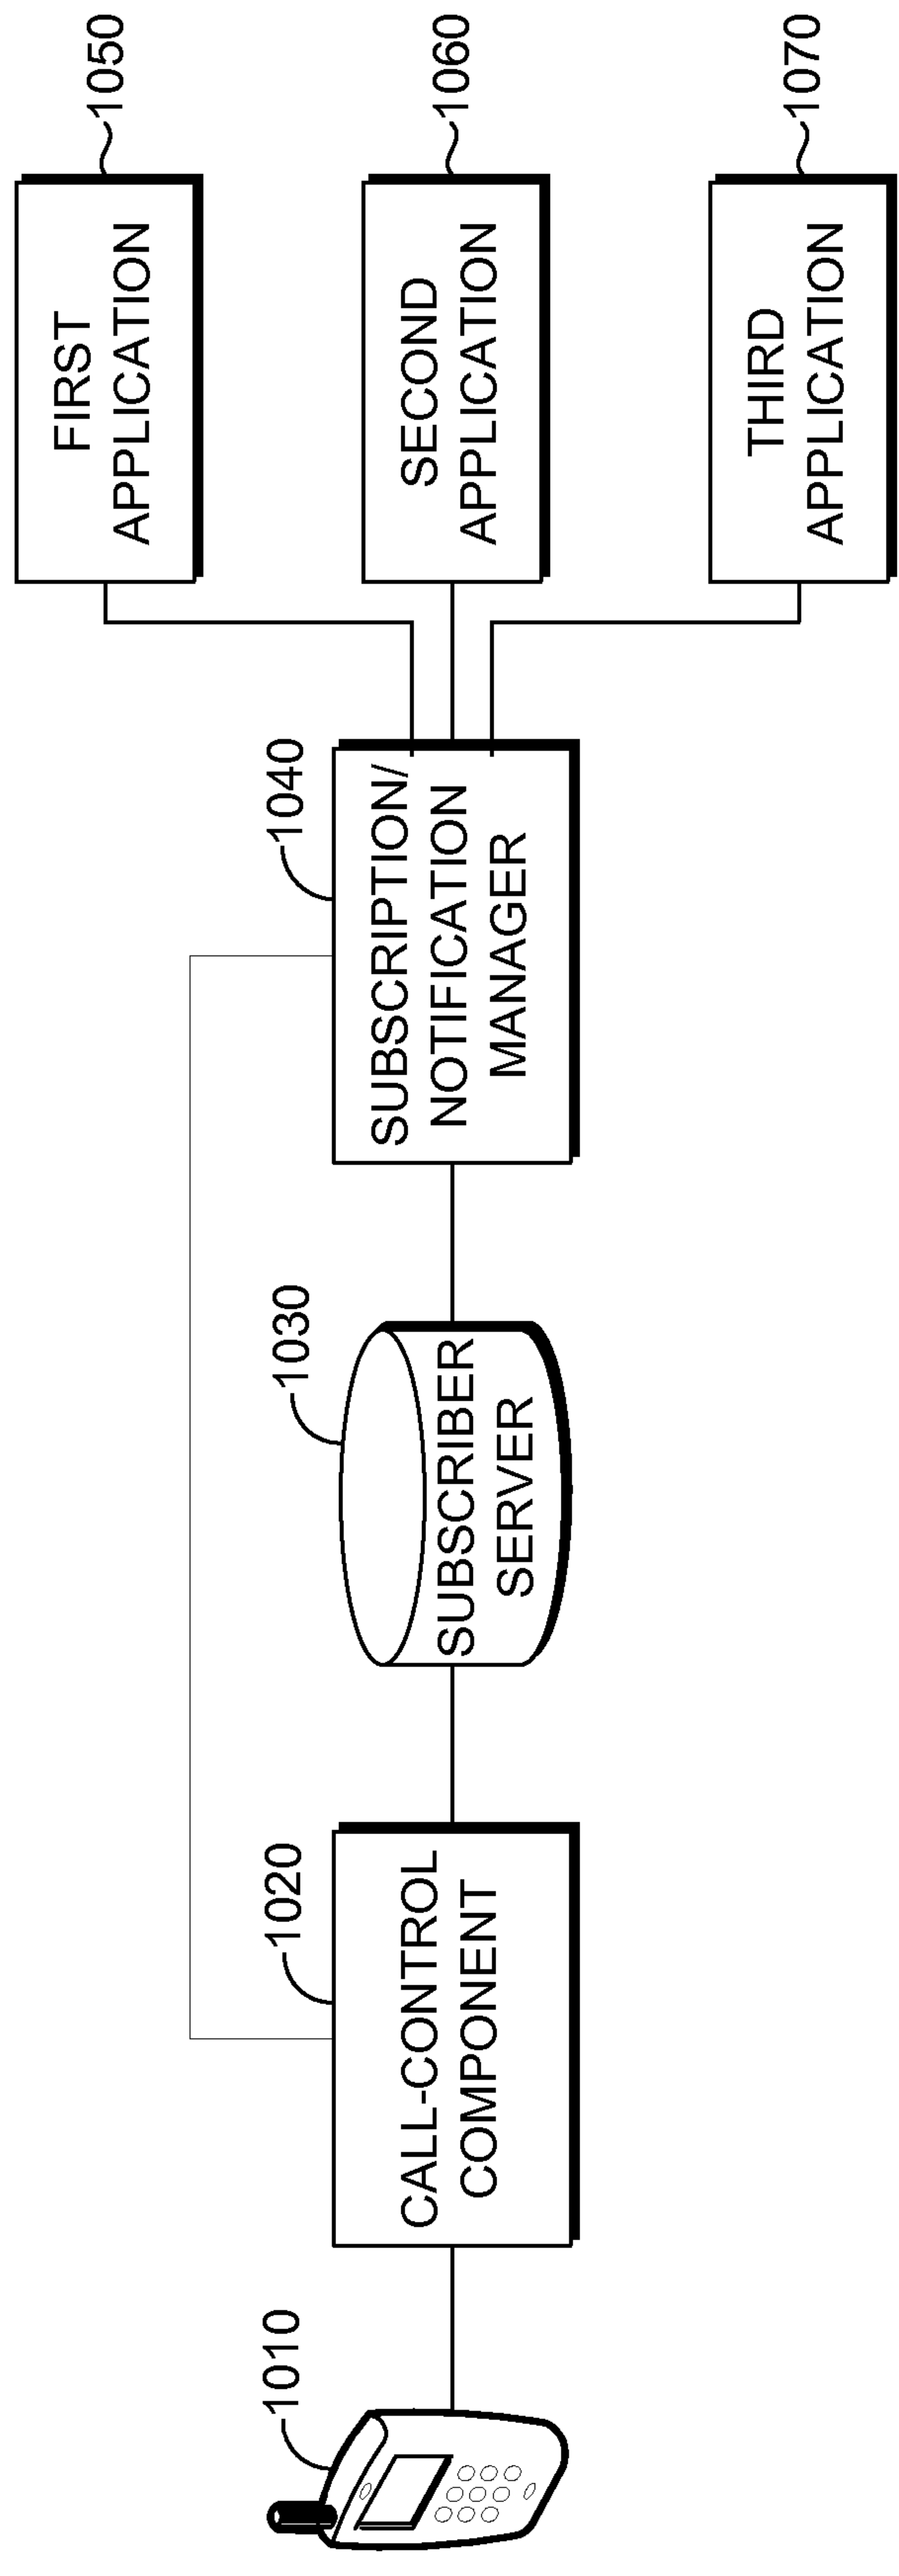 1010
1020
CALL-CONTROL
COMPONENT
1030
SUBSCRIBER
SERVER
1040
SUBSCRIPTION/
NOTIFICATION
MANAGER
1050
FIRST
APPLICATION
1060
SECOND
APPLICATION
1070
THIRD
APPLICATION